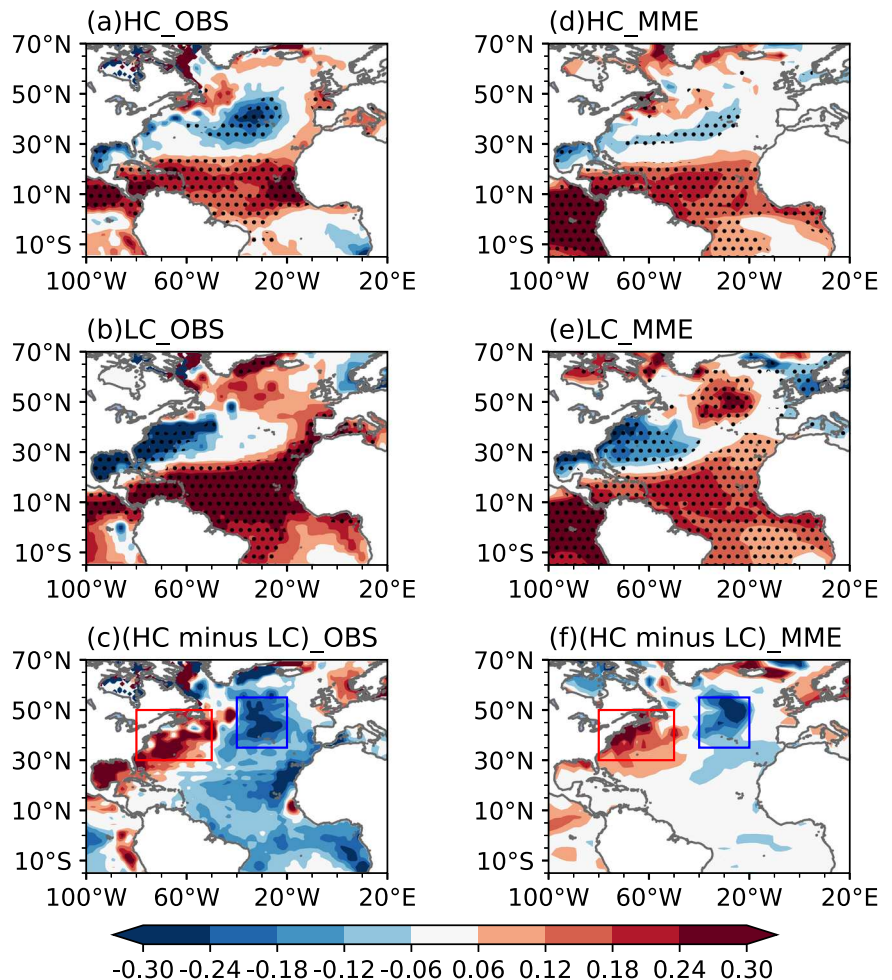 (a)HC_OBS
(d)HC_MME
70°N
50°N
30°N
10°N
10°S
100°W 60°W 20°W 20°E
70°N
50°N
30°N
10°N
10°S
100°W 60°W 20°W 20°E
(b)LC_OBS
(e)LC_MME
70°N
50°N
30°N
10°N
10°S
100°W 60°W 20°W 20°E
70°N
50°N
30°N
10°N
10°S
100°W 60°W 20°W 20°E
(c)(HC minus LC)_OBS
(f)(HC minus LC)_MME
70°N
50°N
30°N
10°N
10°S
100°W 60°W 20°W 20°E
70°N
50°N
30°N
10°N
10°S
100°W 60°W 20°W 20°E
-0.30 -0.24 -0.18 -0.12 -0.06 0.06 0.12 0.18 0.24 0.30